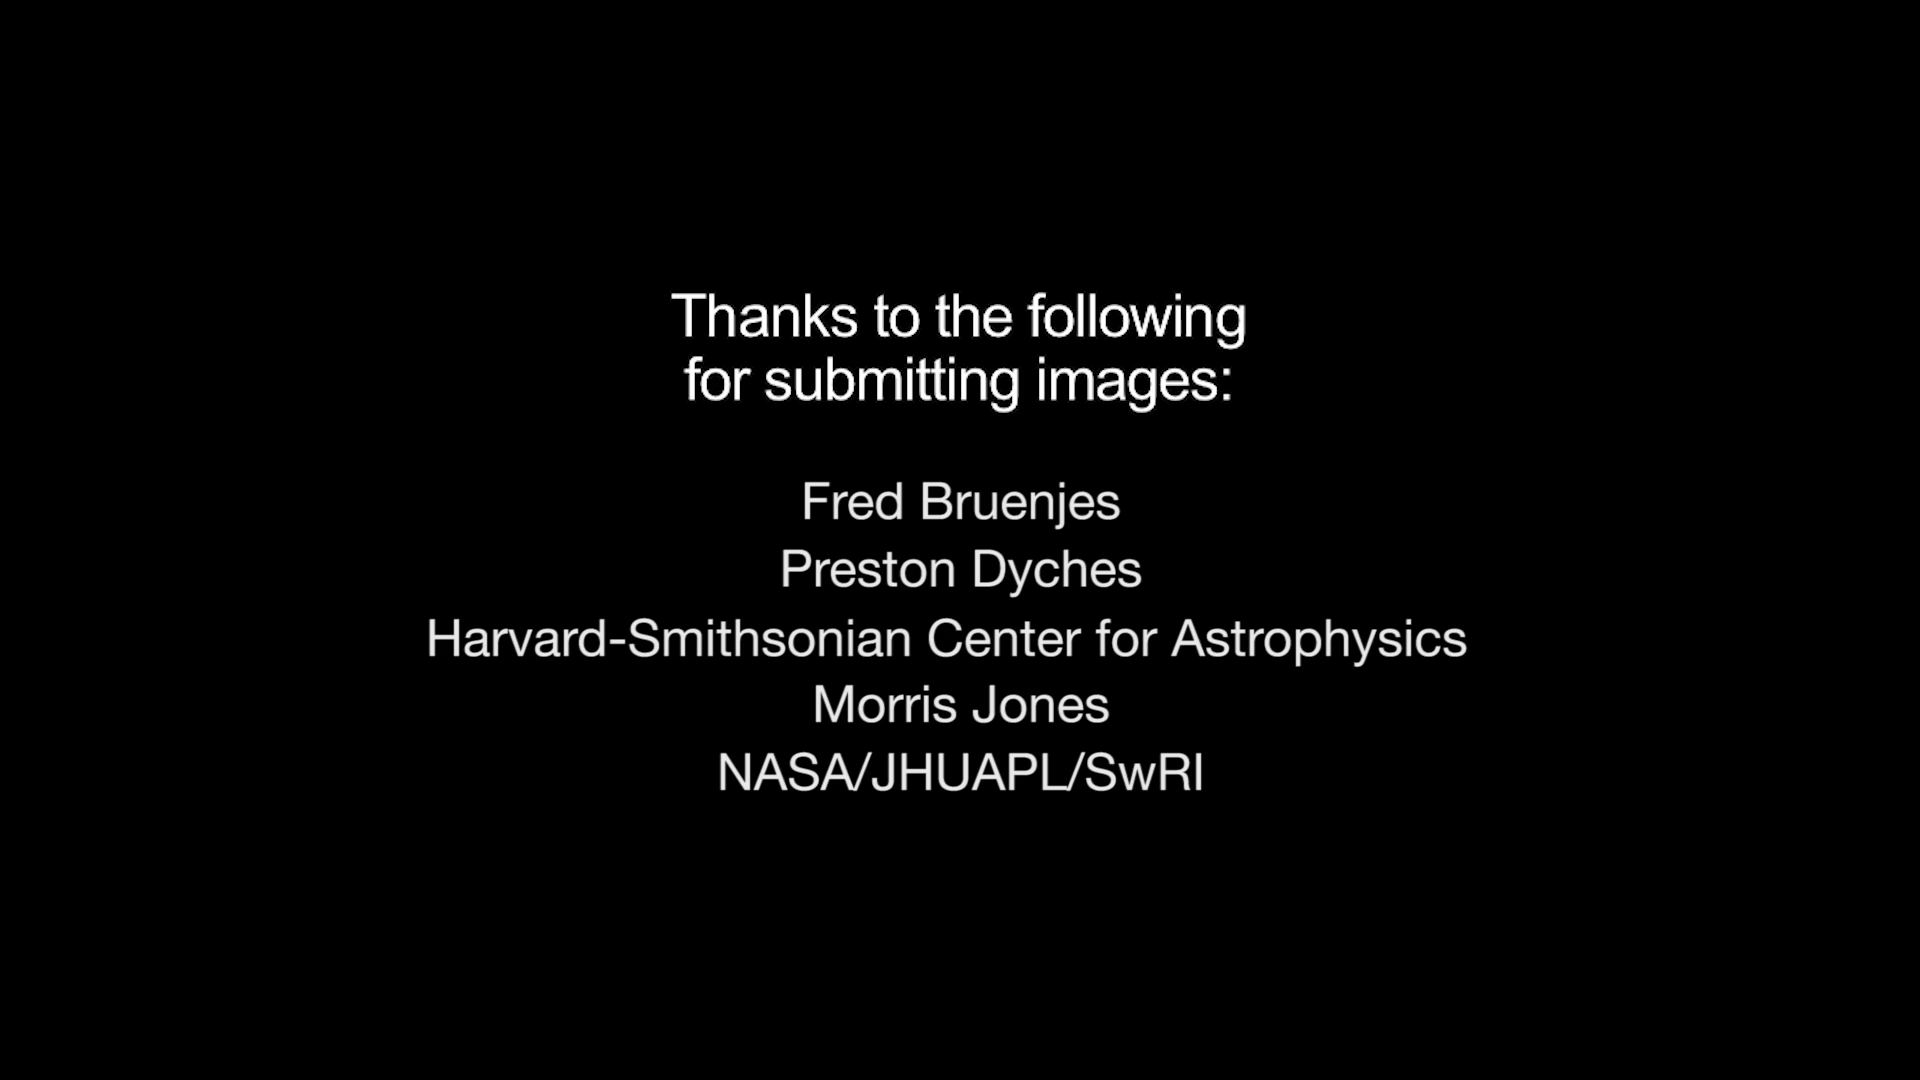 Thanks to the following
for submitting images:
Fred Bruenjes
Preston Dyches
Harvard-Smithsonian Center for Astrophysics
Morris Jones
NASA/JHUAPL/SwRI